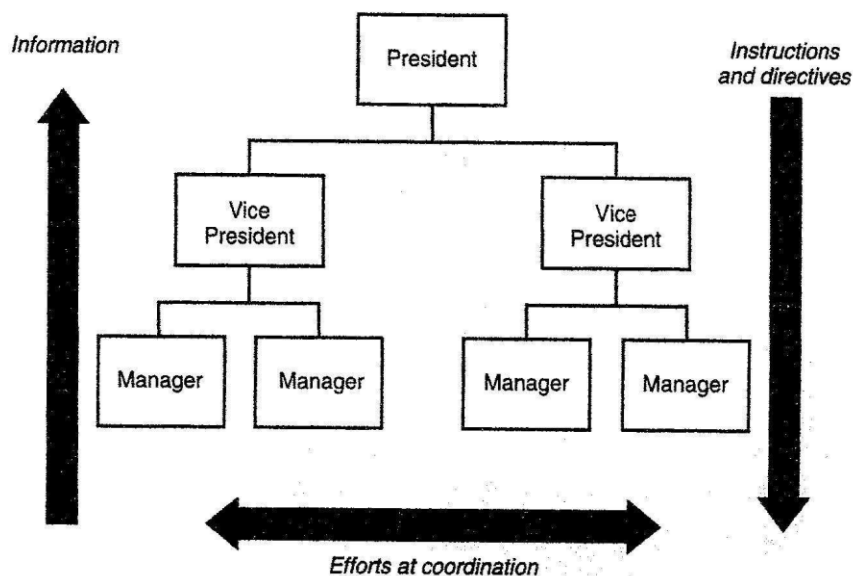 Information
President
Instructions
and directives
Vice
President
Vice
President
Manager
Manager
Manager
Manager
Efforts at coordination